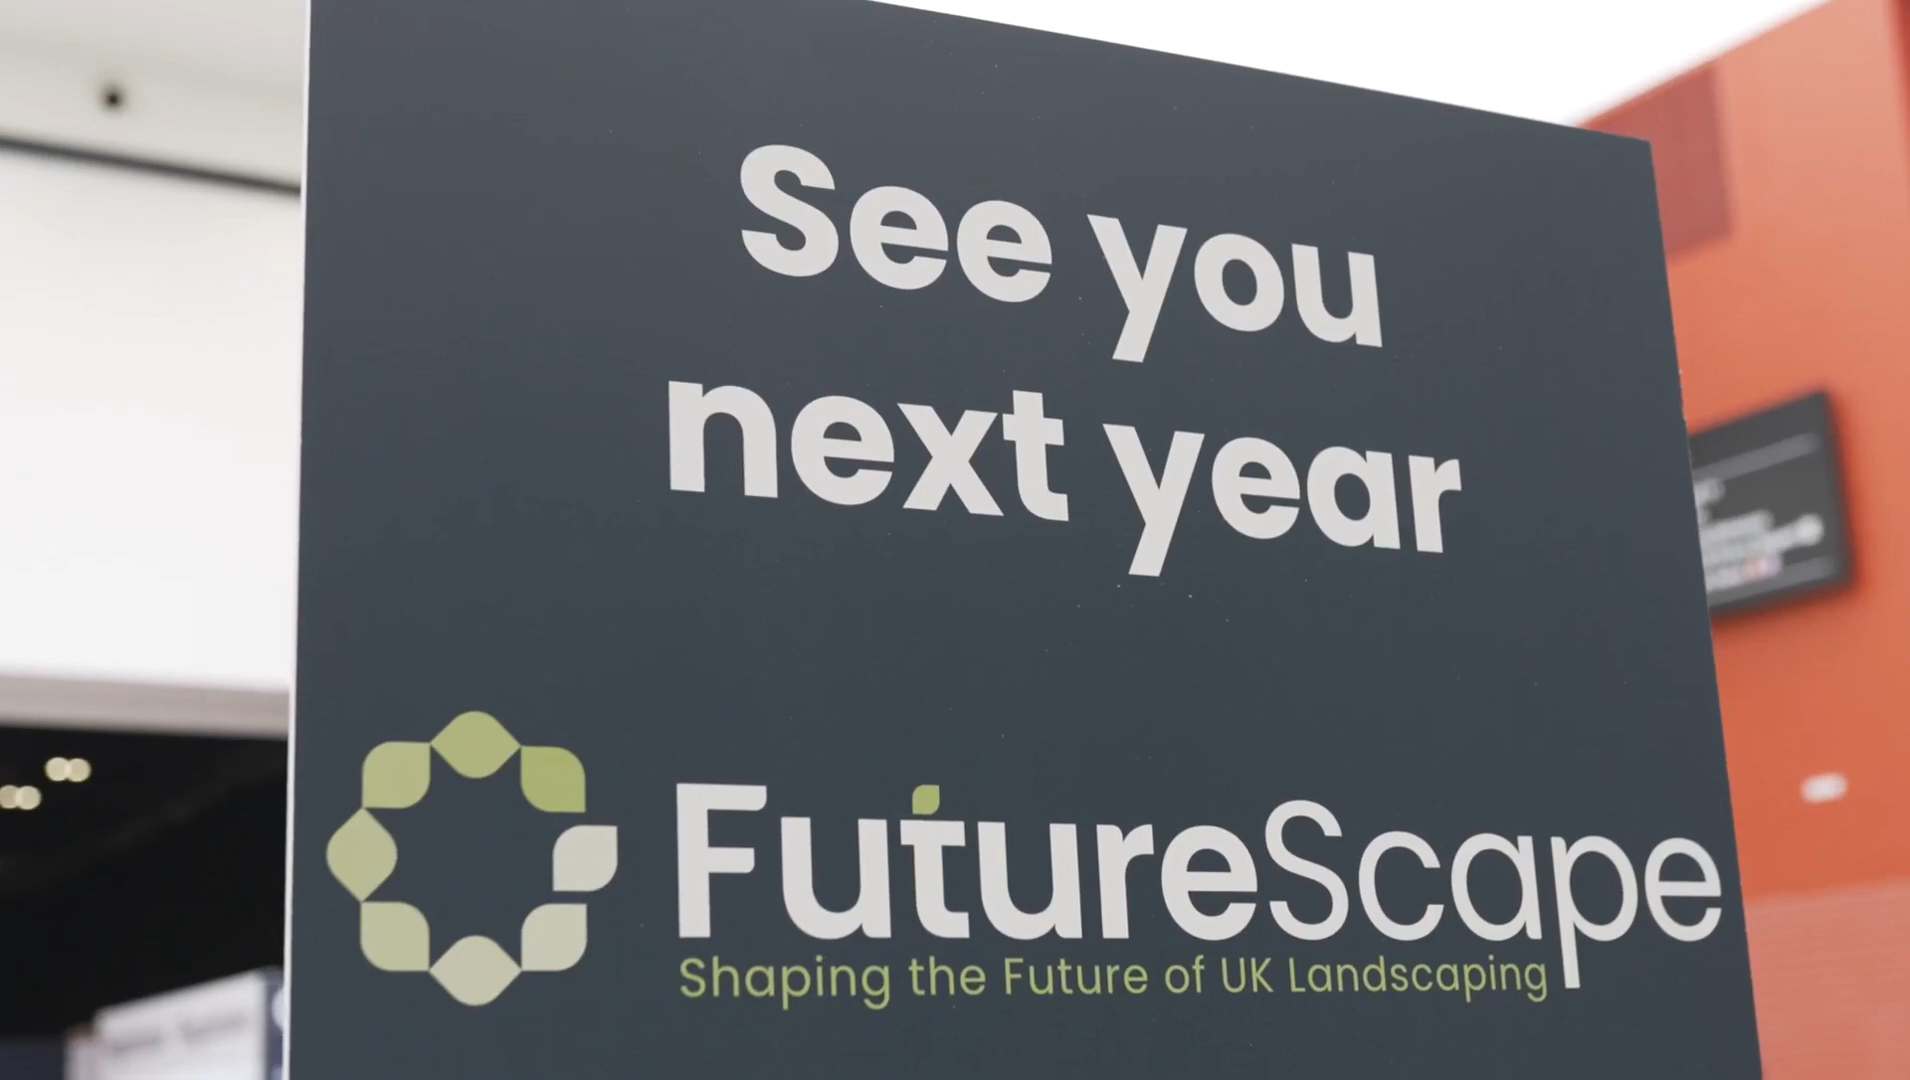 See you
next year
FutureScape
Shaping the Future of UK Landscaping